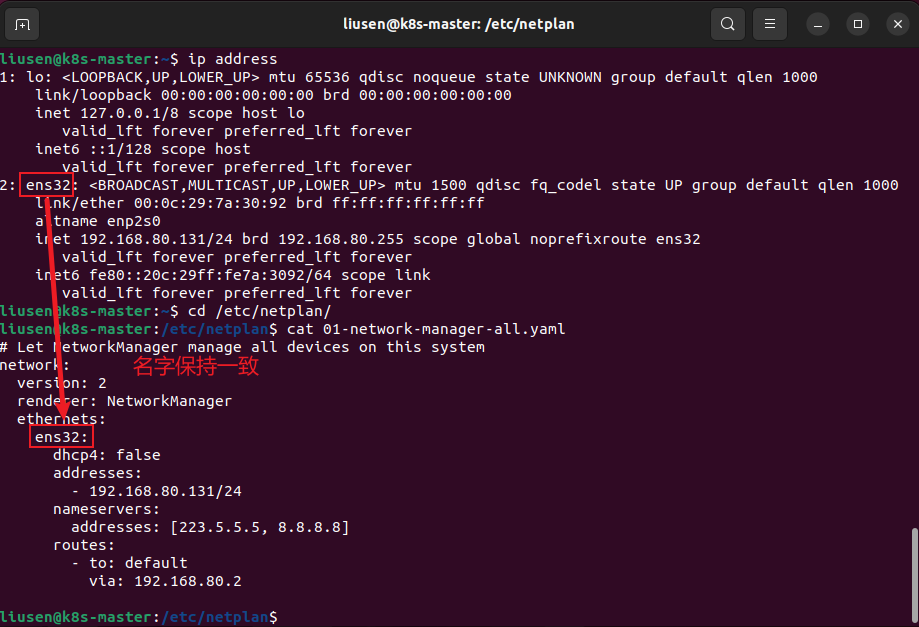 liusen@k8s-master: /etc/netplan
liusen@k8s-master:~$ ip address
1: lo: <LOOPBACK,UP,LOWER_UP> mtu 65536 qdisc noqueue state UNKNOWN group default qlen 1000
    link/loopback 00:00:00:00:00:00 brd 00:00:00:00:00:00
    inet 127.0.0.1/8 scope host lo
       valid_lft forever preferred_lft forever
    inet6 ::1/128 scope host
       valid_lft forever preferred_lft forever
2: ens32: <BROADCAST,MULTICAST,UP,LOWER_UP> mtu 1500 qdisc fq_codel state UP group default qlen 1000
    link/ether 00:0c:29:7a:30:92 brd ff:ff:ff:ff:ff:ff
    altname enp2s0
    inet 192.168.80.131/24 brd 192.168.80.255 scope global noprefixroute ens32
       valid_lft forever preferred_lft forever
    inet6 fe80::20c:29ff:fe7a:3092/64 scope link
       valid_lft forever preferred_lft forever
liusen@k8s-master:~$ cd /etc/netplan/
liusen@k8s-master:/etc/netplan$ cat 01-network-manager-all.yaml
# Let NetworkManager manage all devices on this system
network:
名字保持一致
  version: 2
  renderer: NetworkManager
  ethernets:
    ens32:
      dhcp4: false
      addresses:
        - 192.168.80.131/24
      nameservers:
        addresses: [223.5.5.5, 8.8.8.8]
      routes:
        - to: default
          via: 192.168.80.2
liusen@k8s-master:/etc/netplan$